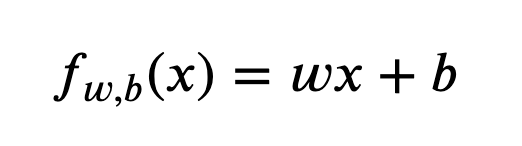 f_{w,b}(x) = wx + b